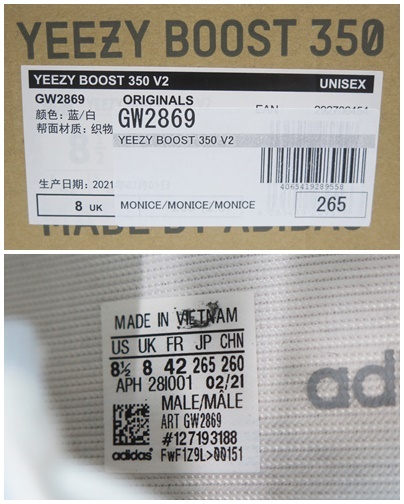 YEEZY BOOST 350
YEEZY BOOST 350 V2 UNISEX
GW2869 ORIGINALS
颜色: 蓝/白
GW2869
帮面材质: 织物
YEEZY BOOST 350 V2
生产日期: 2021
4065419289558
8 UK MONICE/MONICE/MONICE 265
MADE BY ADIDAS
MADE IN VIETNAM
US UK FR JP CHN
8½ 8 42 265 260
APH 28I001 02/21
MALE/MÂLE
ART GW2869
#127193188
adidas FwF1Z9L>00151
ad